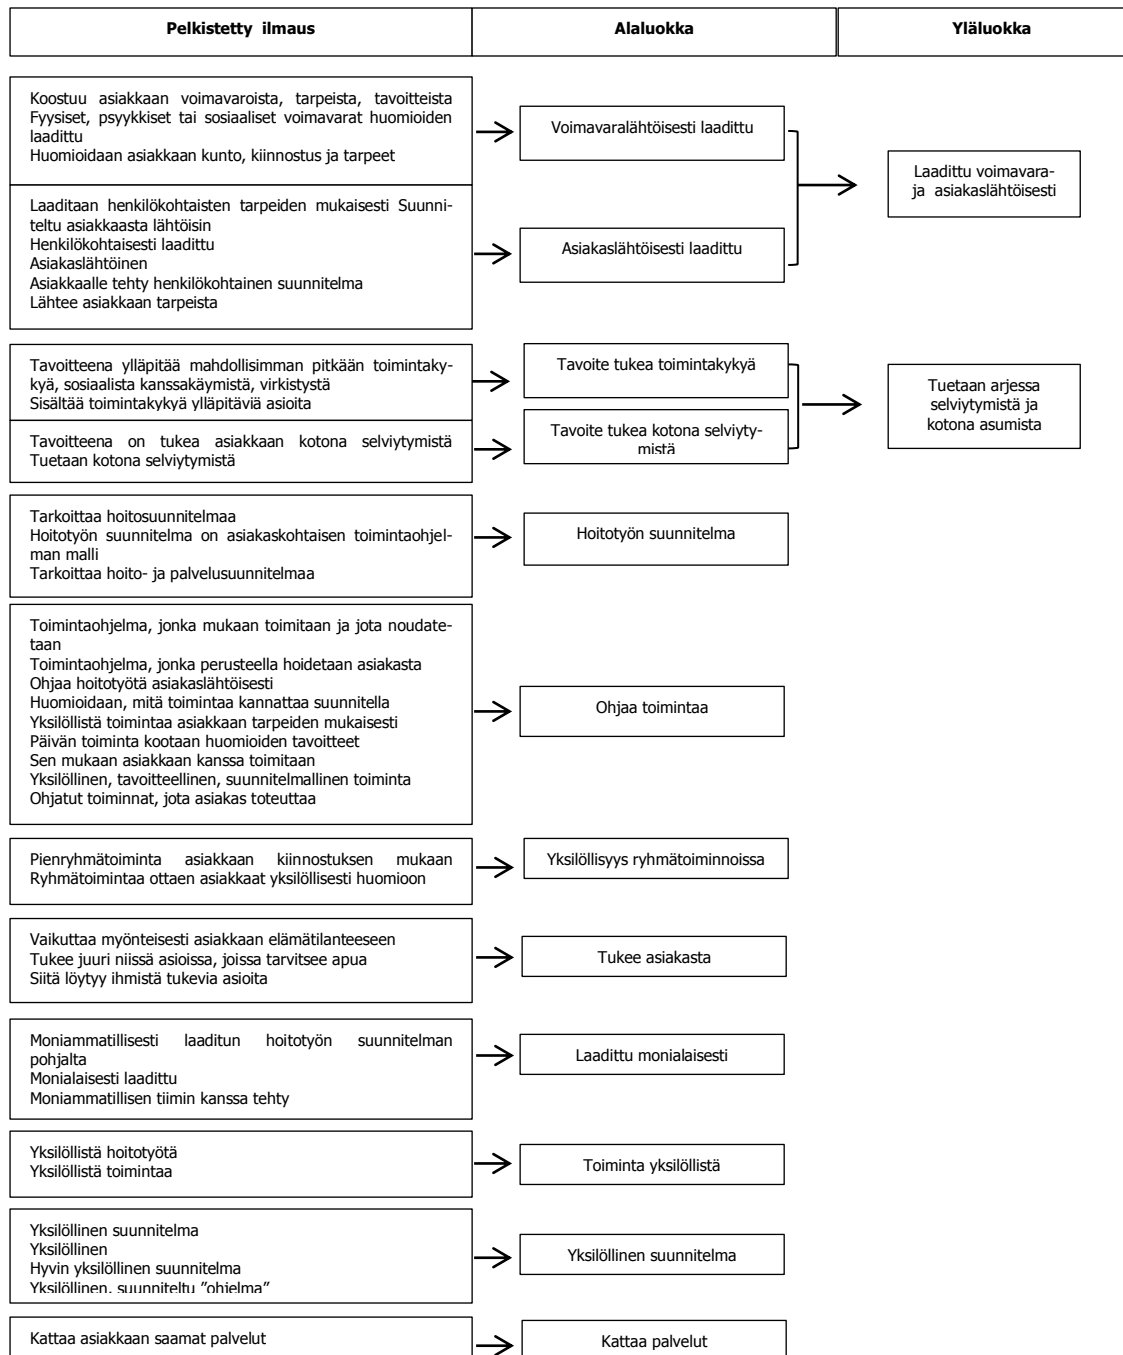 Pelkistetty ilmaus
Alaluokka
Yläluokka
Koostuu asiakkaan voimavaroista, tarpeista, tavoitteista
Fyysiset, psyykkiset tai sosiaaliset voimavarat huomioiden
laadittu
Huomioidaan asiakkaan kunto, kiinnostus ja tarpeet
Voimavaralähtöisesti laadittu
Laadittu voimavara-
ja asiakaslähtöisesti
Laaditaan henkilökohtaisten tarpeiden mukaisesti Suunni-
teltu asiakkaasta lähtöisin
Henkilökohtaisesti laadittu
Asiakaslähtöinen
Asiakkaalle tehty henkilökohtainen suunnitelma
Lähtee asiakkaan tarpeista
Asiakaslähtöisesti laadittu
Tavoitteena ylläpitää mahdollisimman pitkään toimintaky-
kyä, sosiaalista kanssakäymistä, virkistystä
Sisältää toimintakykyä ylläpitäviä asioita
Tavoite tukea toimintakykyä
Tuetaan arjessa
selviytymistä ja
kotona asumista
Tavoitteena on tukea asiakkaan kotona selviytymistä
Tuetaan kotona selviytymistä
Tavoite tukea kotona selviyty-
mistä
Tarkoittaa hoitosuunnitelmaa
Hoitotyön suunnitelma on asiakaskohtaisen toimintaohjel-
man malli
Tarkoittaa hoito- ja palvelusuunnitelmaa
Hoitotyön suunnitelma
Toimintaohjelma, jonka mukaan toimitaan ja jota noudate-
taan
Toimintaohjelma, jonka perusteella hoidetaan asiakasta
Ohjaa hoitotyötä asiakaslähtöisesti
Huomioidaan, mitä toimintaa kannattaa suunnitella
Yksilöllistä toimintaa asiakkaan tarpeiden mukaisesti
Päivän toiminta kootaan huomioiden tavoitteet
Sen mukaan asiakkaan kanssa toimitaan
Yksilöllinen, tavoitteellinen, suunnitelmallinen toiminta
Ohjatut toiminnat, jota asiakas toteuttaa
Ohjaa toimintaa
Pienryhmätoiminta asiakkaan kiinnostuksen mukaan
Ryhmätoimintaa ottaen asiakkaat yksilöllisesti huomioon
Yksilöllisyys ryhmätoiminnoissa
Vaikuttaa myönteisesti asiakkaan elämätilanteeseen
Tukee juuri niissä asioissa, joissa tarvitsee apua
Siitä löytyy ihmistä tukevia asioita
Tukee asiakasta
Moniammatillisesti laaditun hoitotyön suunnitelman
pohjalta
Monialaisesti laadittu
Moniammatillisen tiimin kanssa tehty
Laadittu monialaisesti
Yksilöllistä hoitotyötä
Yksilöllistä toimintaa
Toiminta yksilöllistä
Yksilöllinen suunnitelma
Yksilöllinen
Hyvin yksilöllinen suunnitelma
Yksilöllinen, suunniteltu ”ohjelma”
Yksilöllinen suunnitelma
Kattaa asiakkaan saamat palvelut
Kattaa palvelut